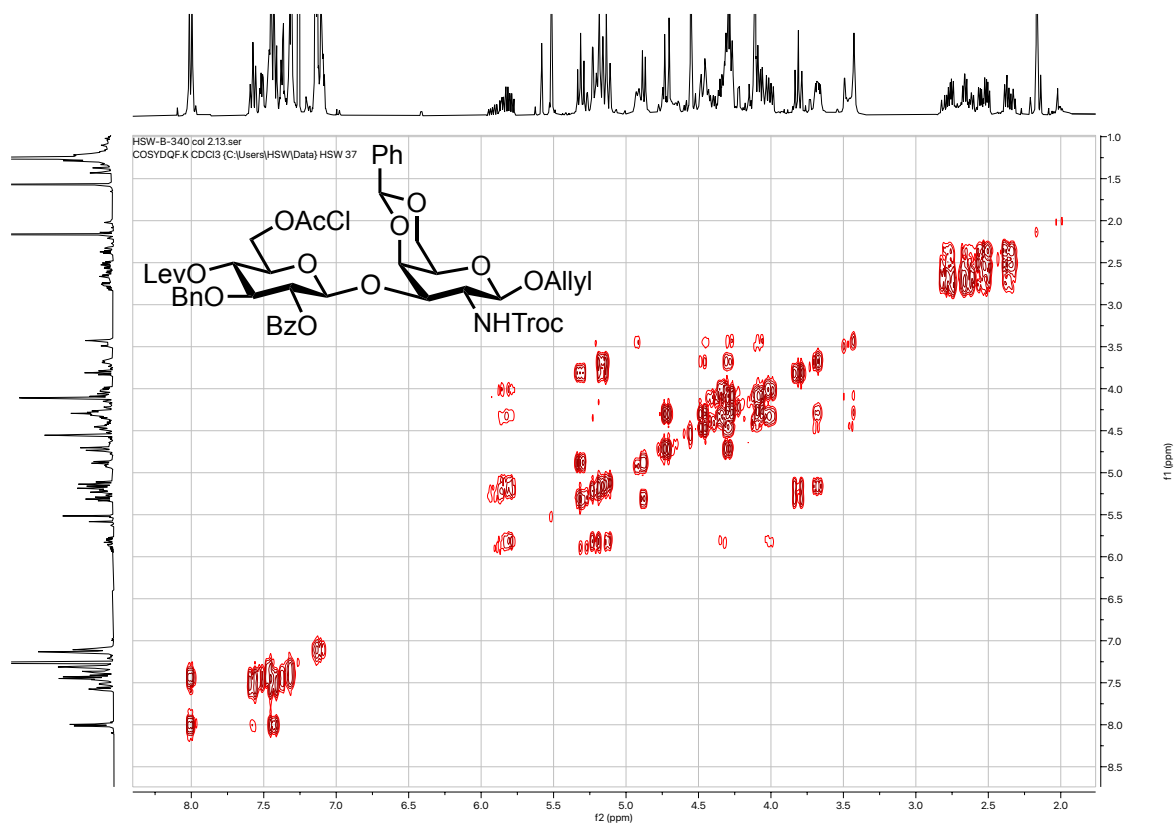 HSW-B-340 col 2.13.ser
COSYDQF.K CDCl3 {C:\Users\HSW\Data} HSW 37
Ph
OAcCl
O
O
O
O
LevO
O
OAllyl
BnO
BzO
NHTroc
1.0
1.5
2.0
2.5
3.0
3.5
4.0
4.5
5.0
5.5
6.0
6.5
7.0
7.5
8.0
8.5
f1 (ppm)
8.0 7.5 7.0 6.5 6.0 5.5 5.0 4.5 4.0 3.5 3.0 2.5 2.0
f2 (ppm)